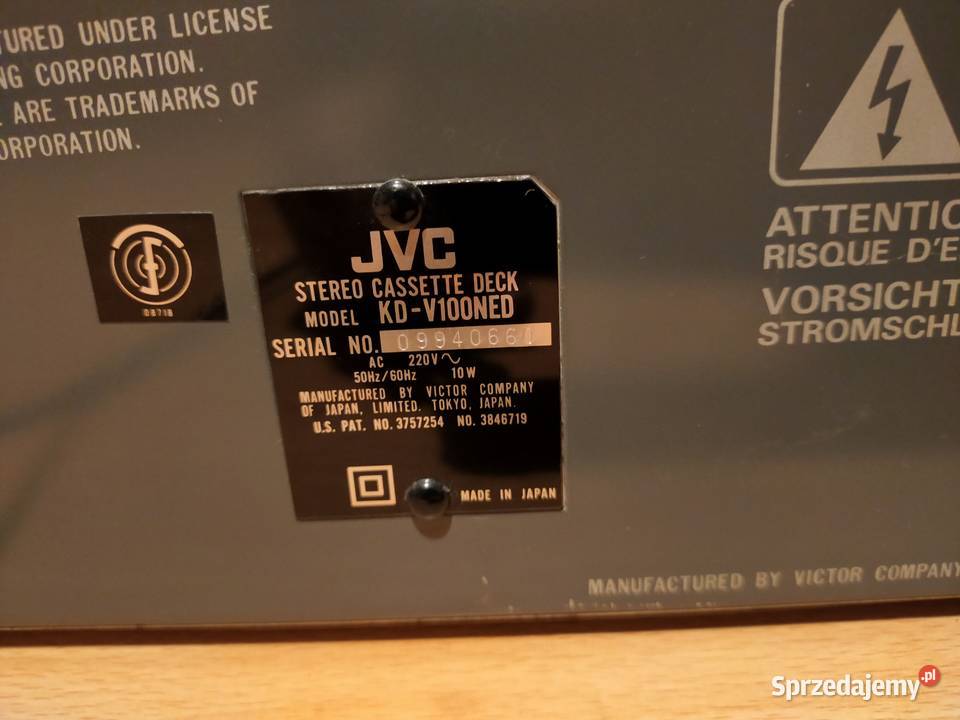 TURED UNDER LICENSE
NG CORPORATION.
ARE TRADEMARKS OF
ORPORATION.
JVC
STEREO CASSETTE DECK
MODEL KD-V100NED
SERIAL NO. 09940661
AC 220V~
50Hz/60Hz 10W
MANUFACTURED BY VICTOR COMPANY
OF JAPAN, LIMITED. TOKYO, JAPAN.
U.S. PAT. NO. 3757254 NO. 3846719
MADE IN JAPAN
ATTENTIO
RISQUE D'E
VORSICHT
STROMSCHL
MANUFACTURED BY VICTOR COMPANY
Sprzedajemy.pl